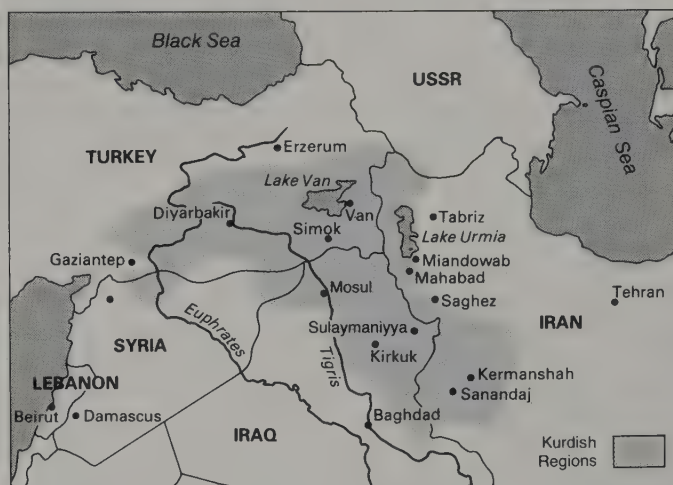 Black Sea
USSR
Caspian Sea
TURKEY
Erzerum
Lake Van
Van
Diyarbakir
Simok
Tabriz
Lake Urmia
Gaziantep
Miandowab
Mahabad
Mosul
Saghez
Tehran
Euphrates
Sulaymaniyya
IRAN
SYRIA
Tigris
Kirkuk
LEBANON
Kermanshah
Sanandaj
Beirut
Damascus
Baghdad
IRAQ
Kurdish
Regions